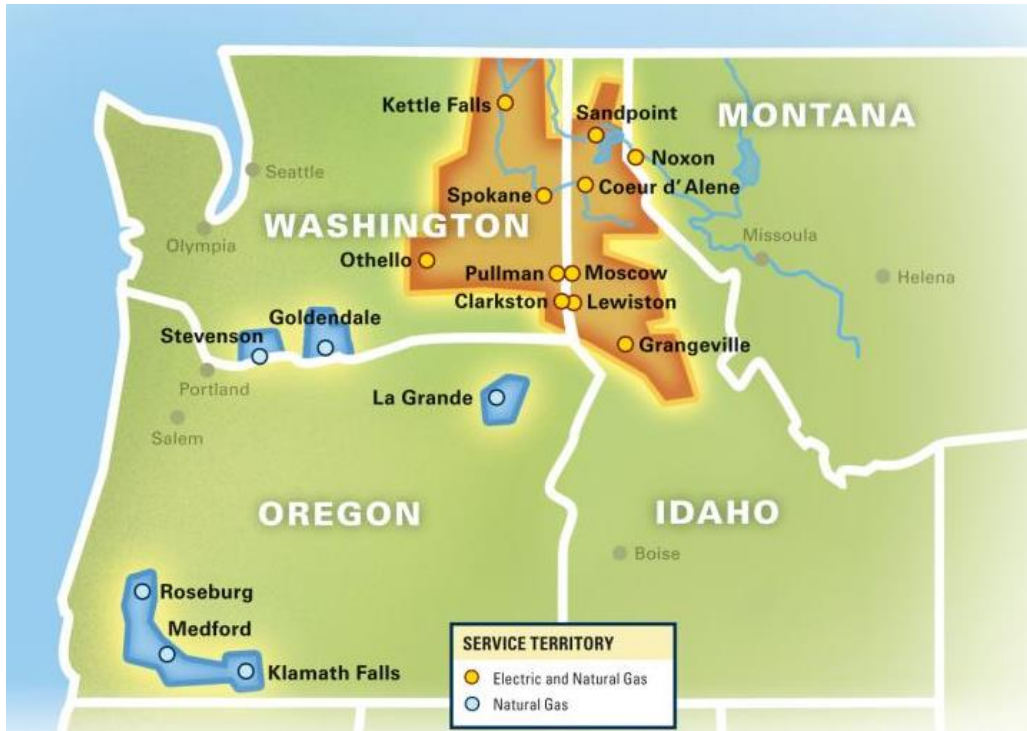 Kettle Falls
Sandpoint
MONTANA
Noxon
Seattle
Spokane
Coeur d' Alene
WASHINGTON
Olympia
Missoula
Othello
Pullman
Moscow
Helena
Clarkston
Lewiston
Goldendale
Stevenson
Grangeville
Portland
La Grande
Salem
OREGON
IDAHO
Boise
Roseburg
Medford
Klamath Falls
SERVICE TERRITORY
Electric and Natural Gas
Natural Gas